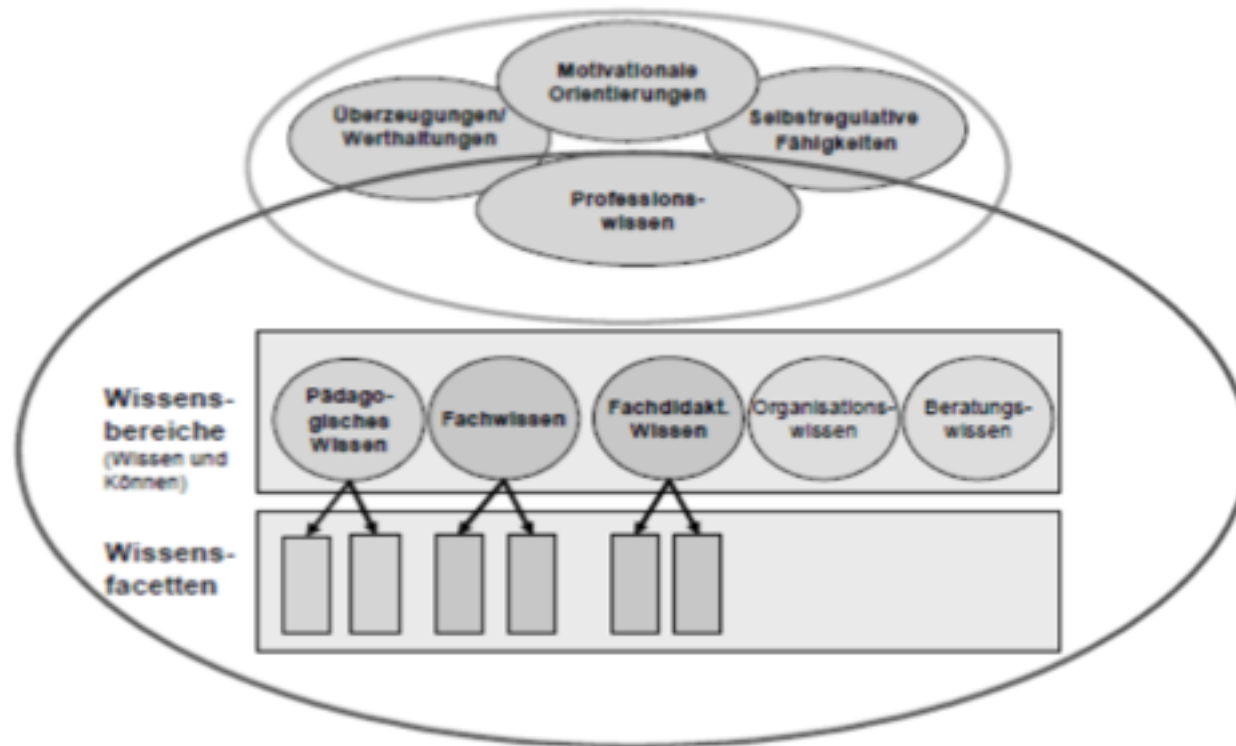 Motivationale
Orientierungen
Überzeugungen/
Werthaltungen
Selbstregulative
Fähigkeiten
Professions-
wissen
Wissens-
bereiche
(Wissen und
Können)
Pädago-
gisches
Wissen
Fachwissen
Fachdidakt.
Wissen
Organisations-
wissen
Beratungs-
wissen
Wissens-
facetten